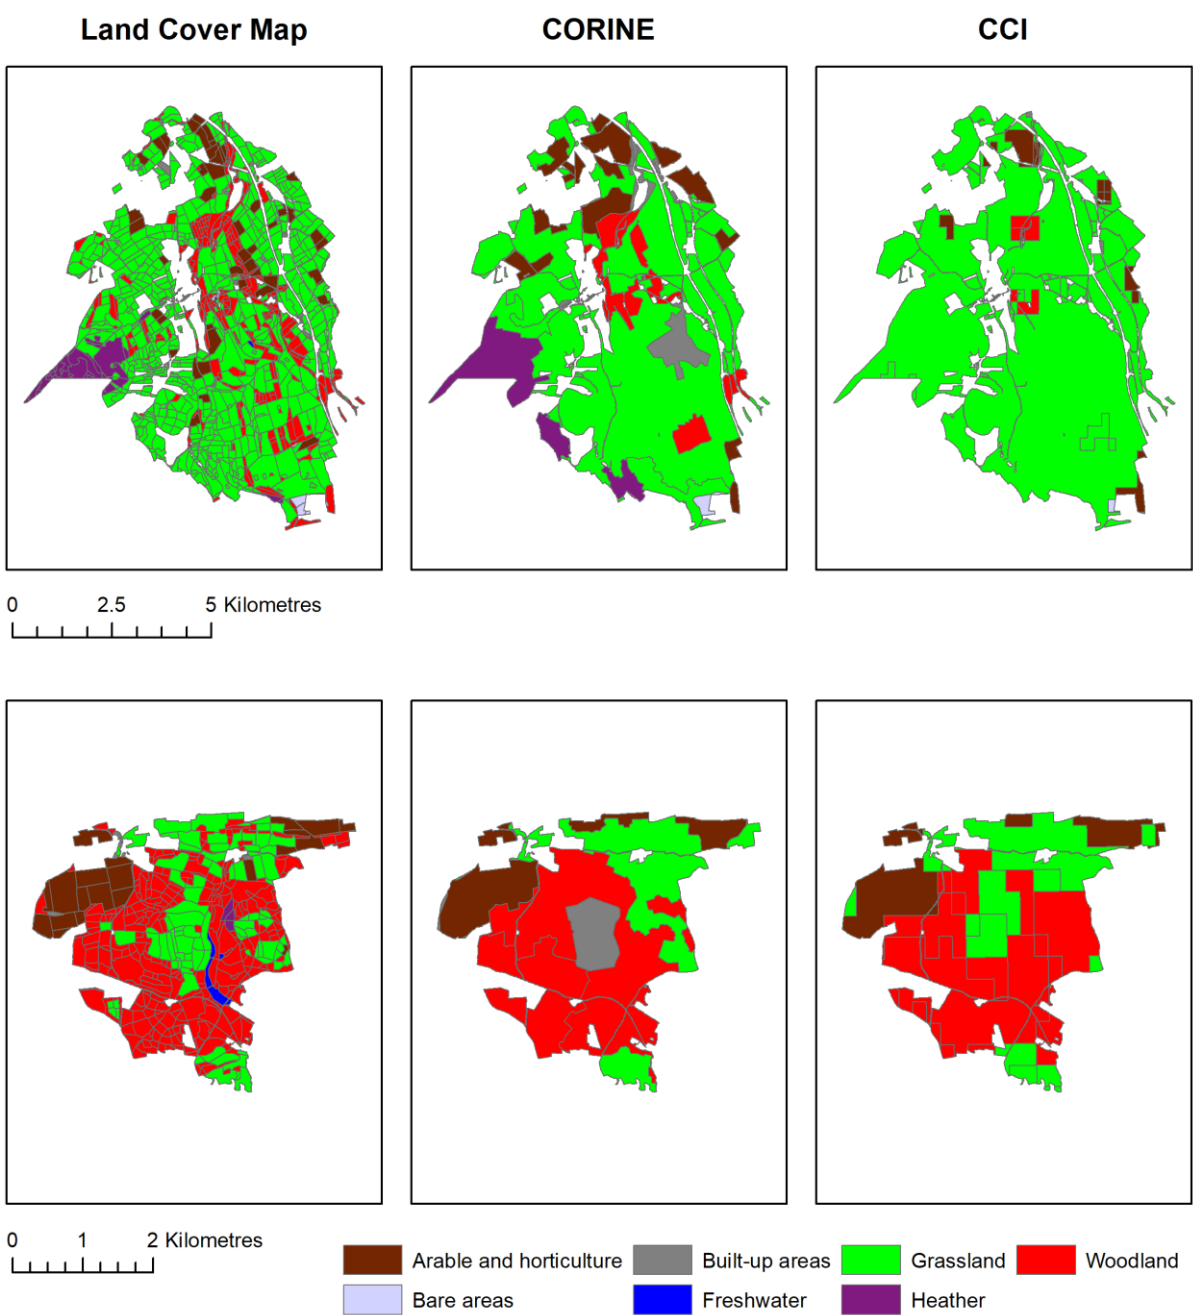 Land Cover Map CORINE CCI
0 2.5 5 Kilometres
0 1 2 Kilometres
Arable and horticulture Built-up areas Grassland Woodland
Bare areas Freshwater Heather